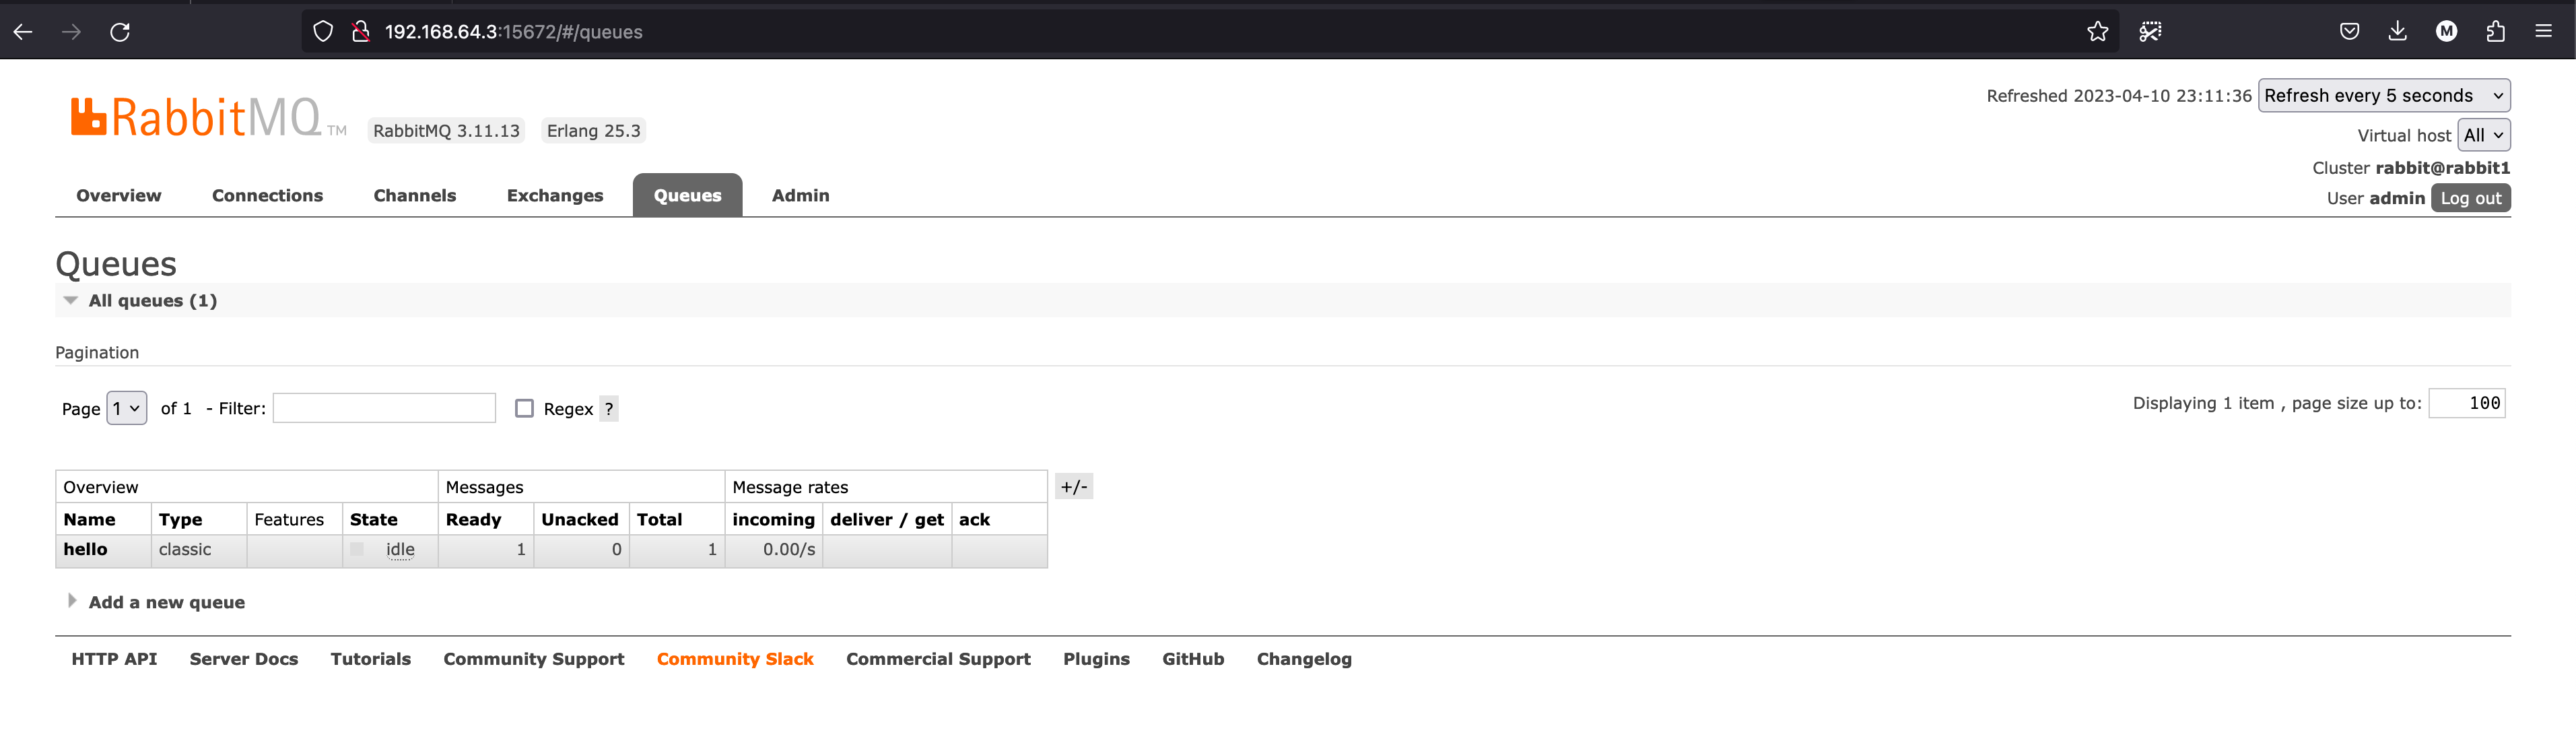 192.168.64.3:15672/#/queues
M
RabbitMQ TM RabbitMQ 3.11.13 Erlang 25.3
Refreshed 2023-04-10 23:11:36 Refresh every 5 seconds
Virtual host All
Cluster rabbit@rabbit1
User admin Log out
Overview Connections Channels Exchanges Queues Admin
Queues
All queues (1)
Pagination
Page 1 of 1 - Filter: Regex ?
Displaying 1 item , page size up to: 100
Overview Messages Message rates +/-
Name Type Features State Ready Unacked Total incoming deliver / get ack
hello classic idle 1 0 1 0.00/s
Add a new queue
HTTP API Server Docs Tutorials Community Support Community Slack Commercial Support Plugins GitHub Changelog